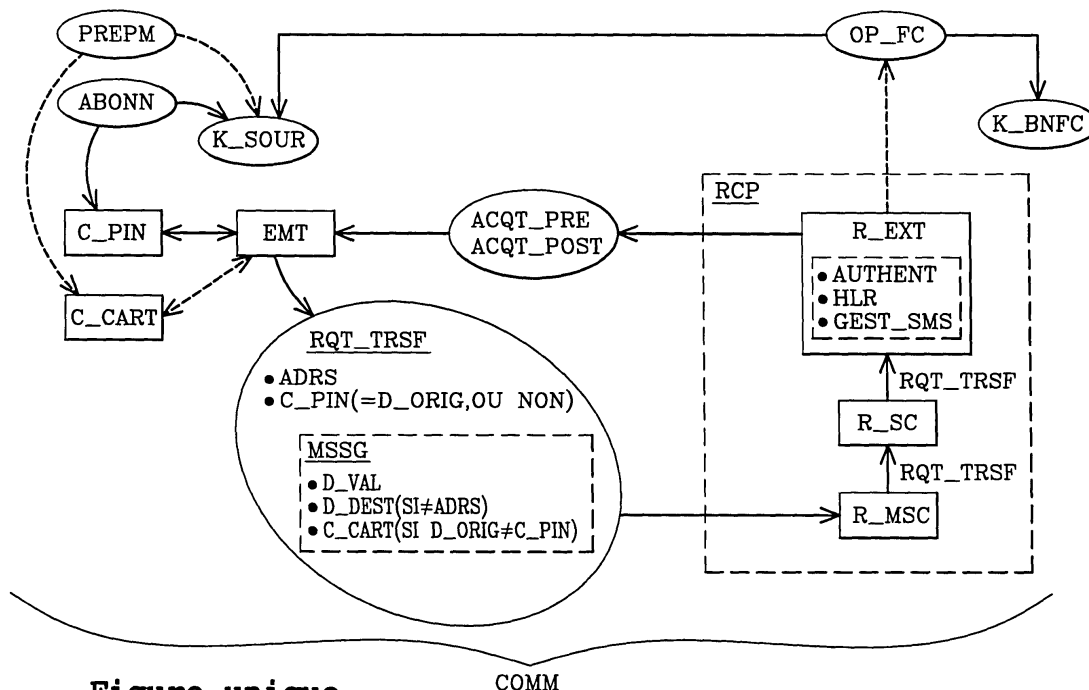 PREPM
OP_FC
ABONN
K_SOUR
K_BNFC
RCP
C_PIN
EMT
ACQT_PRE
ACQT_POST
R_EXT
• AUTHENT
• HLR
• GEST_SMS
C_CART
RQT_TRSF
• ADRS
• C_PIN(=D_ORIG,OU NON)
RQT_TRSF
R_SC
MSSG
• D_VAL
• D_DEST(SI≠ADRS)
• C_CART(SI D_ORIG≠C_PIN)
RQT_TRSF
R_MSC
COMM
Figure unique